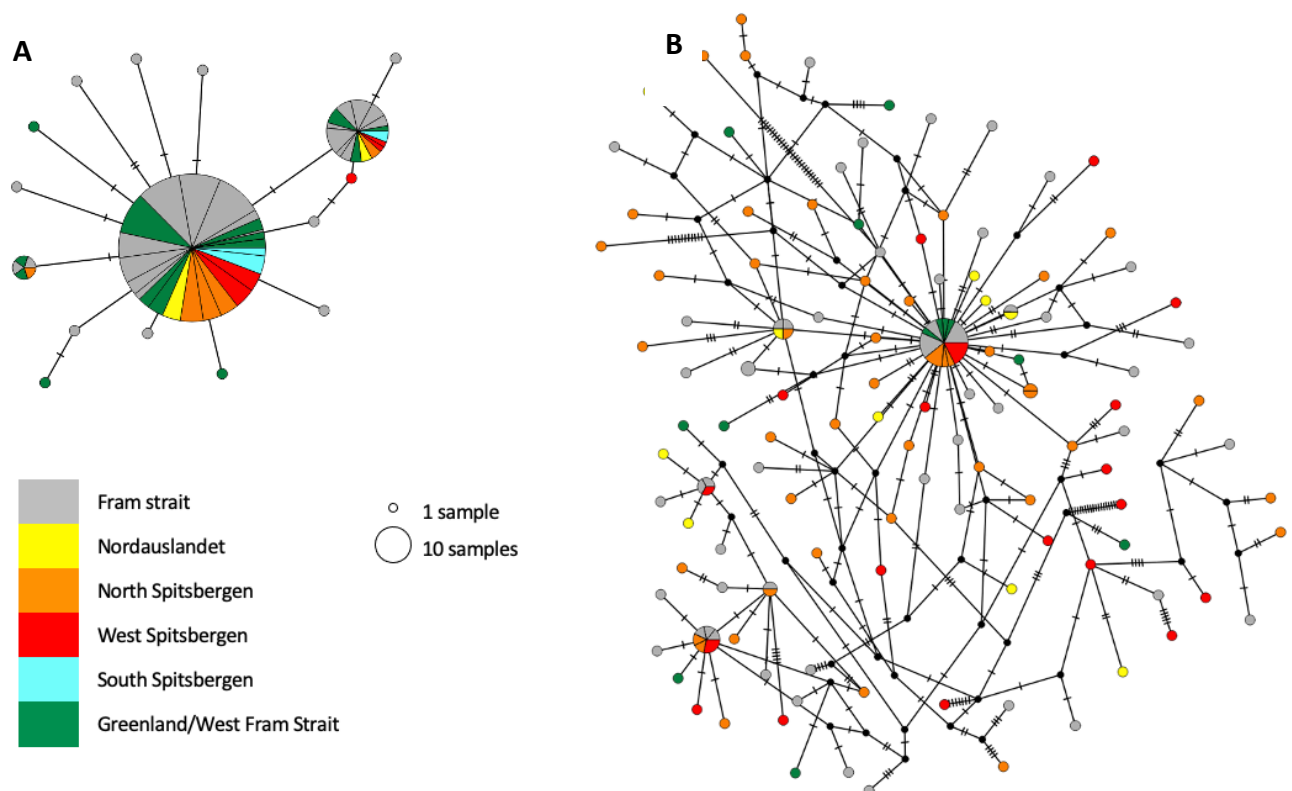 A
B
Fram strait
Nordauslandet
North Spitsbergen
West Spitsbergen
South Spitsbergen
Greenland/West Fram Strait
1 sample
10 samples